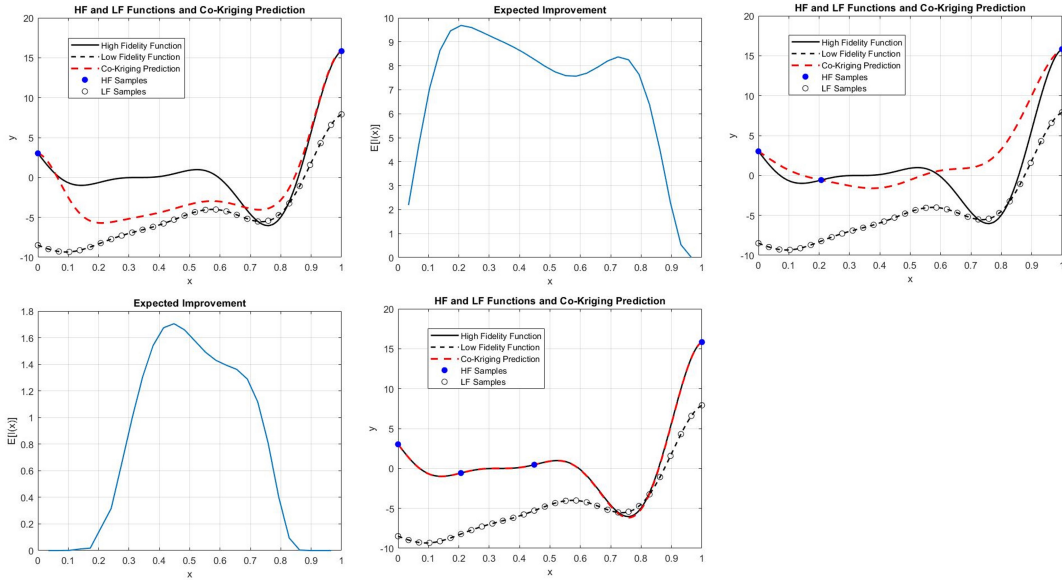 HF and LF Functions and Co-Kriging Prediction
20
15
10
5
0
-5
-10
y
High Fidelity Function
Low Fidelity Function
Co-Kriging Prediction
HF Samples
LF Samples
0 0.1 0.2 0.3 0.4 0.5 0.6 0.7 0.8 0.9 1
x
Expected Improvement
10
9
8
7
6
5
4
3
2
1
0
E[I(x)]
0 0.1 0.2 0.3 0.4 0.5 0.6 0.7 0.8 0.9 1
x
HF and LF Functions and Co-Kriging Prediction
20
15
10
5
0
-5
-10
y
High Fidelity Function
Low Fidelity Function
Co-Kriging Prediction
HF Samples
LF Samples
0 0.1 0.2 0.3 0.4 0.5 0.6 0.7 0.8 0.9 1
x
Expected Improvement
1.8
1.6
1.4
1.2
1
0.8
0.6
0.4
0.2
0
E[I(x)]
0 0.1 0.2 0.3 0.4 0.5 0.6 0.7 0.8 0.9 1
x
HF and LF Functions and Co-Kriging Prediction
20
15
10
5
0
-5
-10
y
High Fidelity Function
Low Fidelity Function
Co-Kriging Prediction
HF Samples
LF Samples
0 0.1 0.2 0.3 0.4 0.5 0.6 0.7 0.8 0.9 1
x